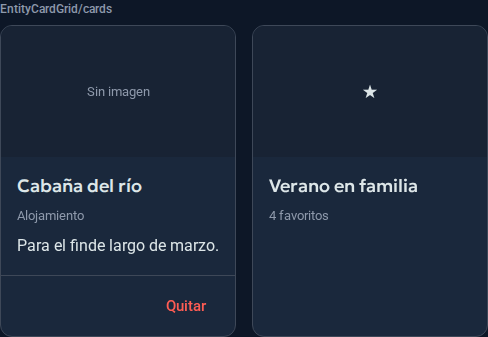 EntityCardGrid/cards
Sin imagen
Cabaña del río
Alojamiento
Para el finde largo de marzo.
Quitar
★
Verano en familia
4 favoritos